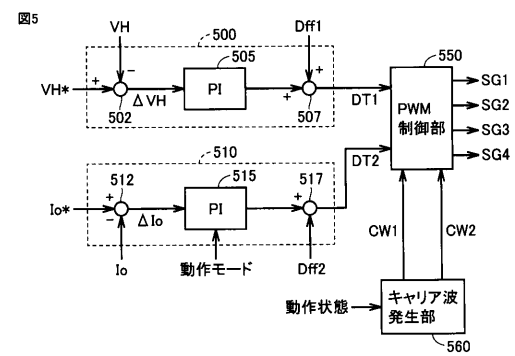 図5
VH
500
Dff1
505
550
VH*
+
−
PI
+
+
SG1
ΔVH
502
507
DT1
PWM
制御部
SG2
SG3
SG4
510
DT2
512
515
517
Io*
+
−
PI
+
+
ΔIo
Io
動作モード
Dff2
CW1
CW2
動作状態
キャリア波
発生部
560